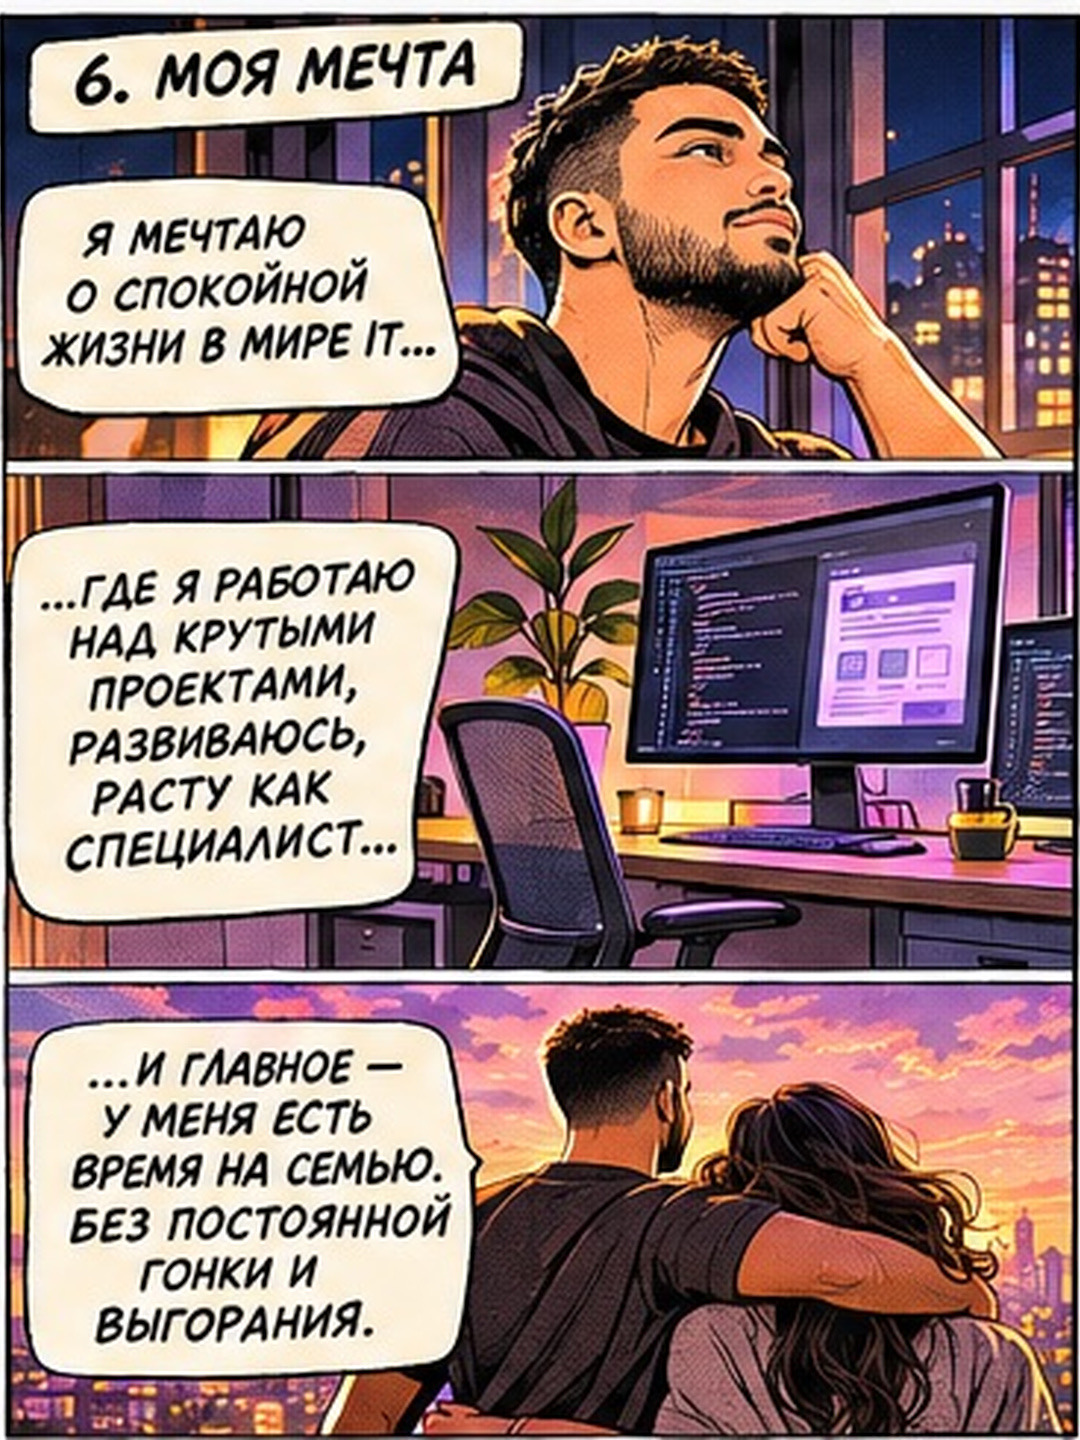 6. МОЯ МЕЧТА
Я МЕЧТАЮ
О СПОКОЙНОЙ
ЖИЗНИ В МИРЕ IT...
...ГДЕ Я РАБОТАЮ
НАД КРУТЫМИ
ПРОЕКТАМИ,
РАЗВИВАЮСЬ,
РАСТУ КАК
СПЕЦИАЛИСТ...
...И ГЛАВНОЕ —
У МЕНЯ ЕСТЬ
ВРЕМЯ НА СЕМЬЮ.
БЕЗ ПОСТОЯННОЙ
ГОНКИ И
ВЫГОРАНИЯ.